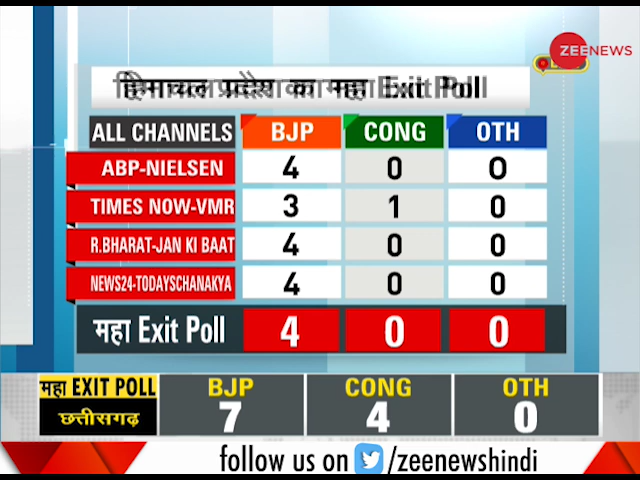 ZEE NEWS
हिमाचल प्रदेश का महा Exit Poll
ALL CHANNELS BJP CONG OTH
ABP-NIELSEN 4 0 0
TIMES NOW-VMR 3 1 0
R.BHARAT-JAN KI BAAT 4 0 0
NEWS24-TODAYSCHANAKYA 4 0 0
महा Exit Poll 4 0 0
महा EXIT POLL BJP CONG OTH
छत्तीसगढ़ 7 4 0
follow us on /zeenewshindi